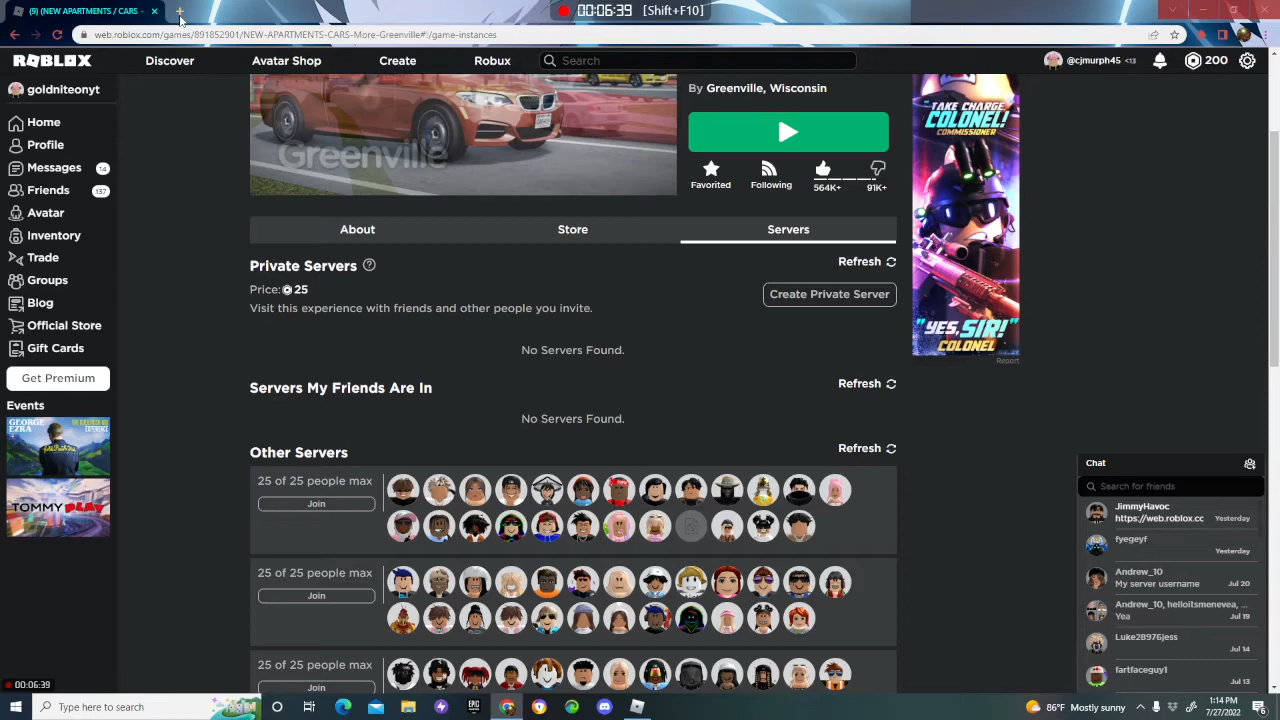 (9) (NEW APARTMENTS / CARS -
00:06:39 [Shift+F10]
web.roblox.com/games/891852901/NEW-APARTMENTS-CARS-More-Greenville#!/game-instances
ROBLOX
Discover
Avatar Shop
Create
Robux
Search
@cjmurph45 <13
200
goldniteonyt
Home
Profile
Messages 14
Friends 137
Avatar
Inventory
Trade
Groups
Blog
Official Store
Gift Cards
Get Premium
Events
GEORGE
EZRA
TOMMY PLAY
Greenville
By Greenville, Wisconsin
Favorited
Following
564K+
91K+
About
Store
Servers
Private Servers
Refresh
Price: 25
Create Private Server
Visit this experience with friends and other people you invite.
No Servers Found.
Servers My Friends Are In
Refresh
No Servers Found.
Other Servers
Refresh
25 of 25 people max
Join
25 of 25 people max
Join
25 of 25 people max
Join
"TAKE CHARGE
COLONEL!
COMMISSIONER
"YES, SIR!"
COLONEL
Report
Chat
Search for friends
JimmyHavoc
https://web.roblox.cc
Yesterday
fyegeyf
Yesterday
Andrew_10
My server username
Jul 20
Andrew_10, helloitsmenevea, ...
Yea
Jul 19
Luke28976jess
Jul 14
fartfaceguy1
Jul 13
00:06:39
Type here to search
EPIC
86°F Mostly sunny
1:14 PM
7/27/2022
6